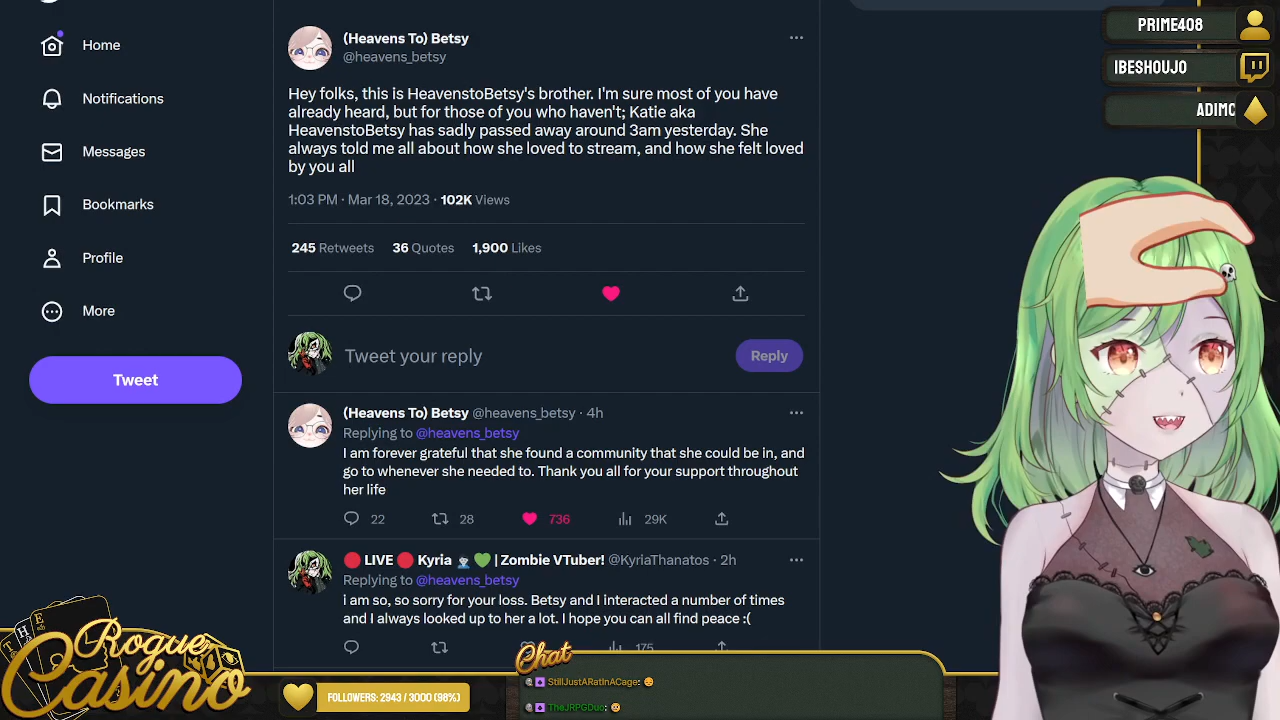 Home
Notifications
Messages
Bookmarks
Profile
More
Tweet
(Heavens To) Betsy
@heavens_betsy
Hey folks, this is HeavenstoBetsy's brother. I'm sure most of you have
already heard, but for those of you who haven't; Katie aka
HeavenstoBetsy has sadly passed away around 3am yesterday. She
always told me all about how she loved to stream, and how she felt loved
by you all
1:03 PM · Mar 18, 2023 · 102K Views
245 Retweets 36 Quotes 1,900 Likes
Tweet your reply
Reply
(Heavens To) Betsy @heavens_betsy · 4h
Replying to @heavens_betsy
I am forever grateful that she found a community that she could be in, and
go to whenever she needed to. Thank you all for your support throughout
her life
22 28 736 29K
🔴 LIVE 🔴 Kyria 🧟🏻‍♀️💚 | Zombie VTuber! @KyriaThanatos · 2h
Replying to @heavens_betsy
i am so, so sorry for your loss. Betsy and I interacted a number of times
and I always looked up to her a lot. I hope you can all find peace :(
175
PRIME408
IBESHOUJO
ADIMC
THE
Rogue
Casino
FOLLOWERS: 2943 / 3000 (98%)
Chat
StillJustARatInACage: 😔
TheJRPGDuo: 😢